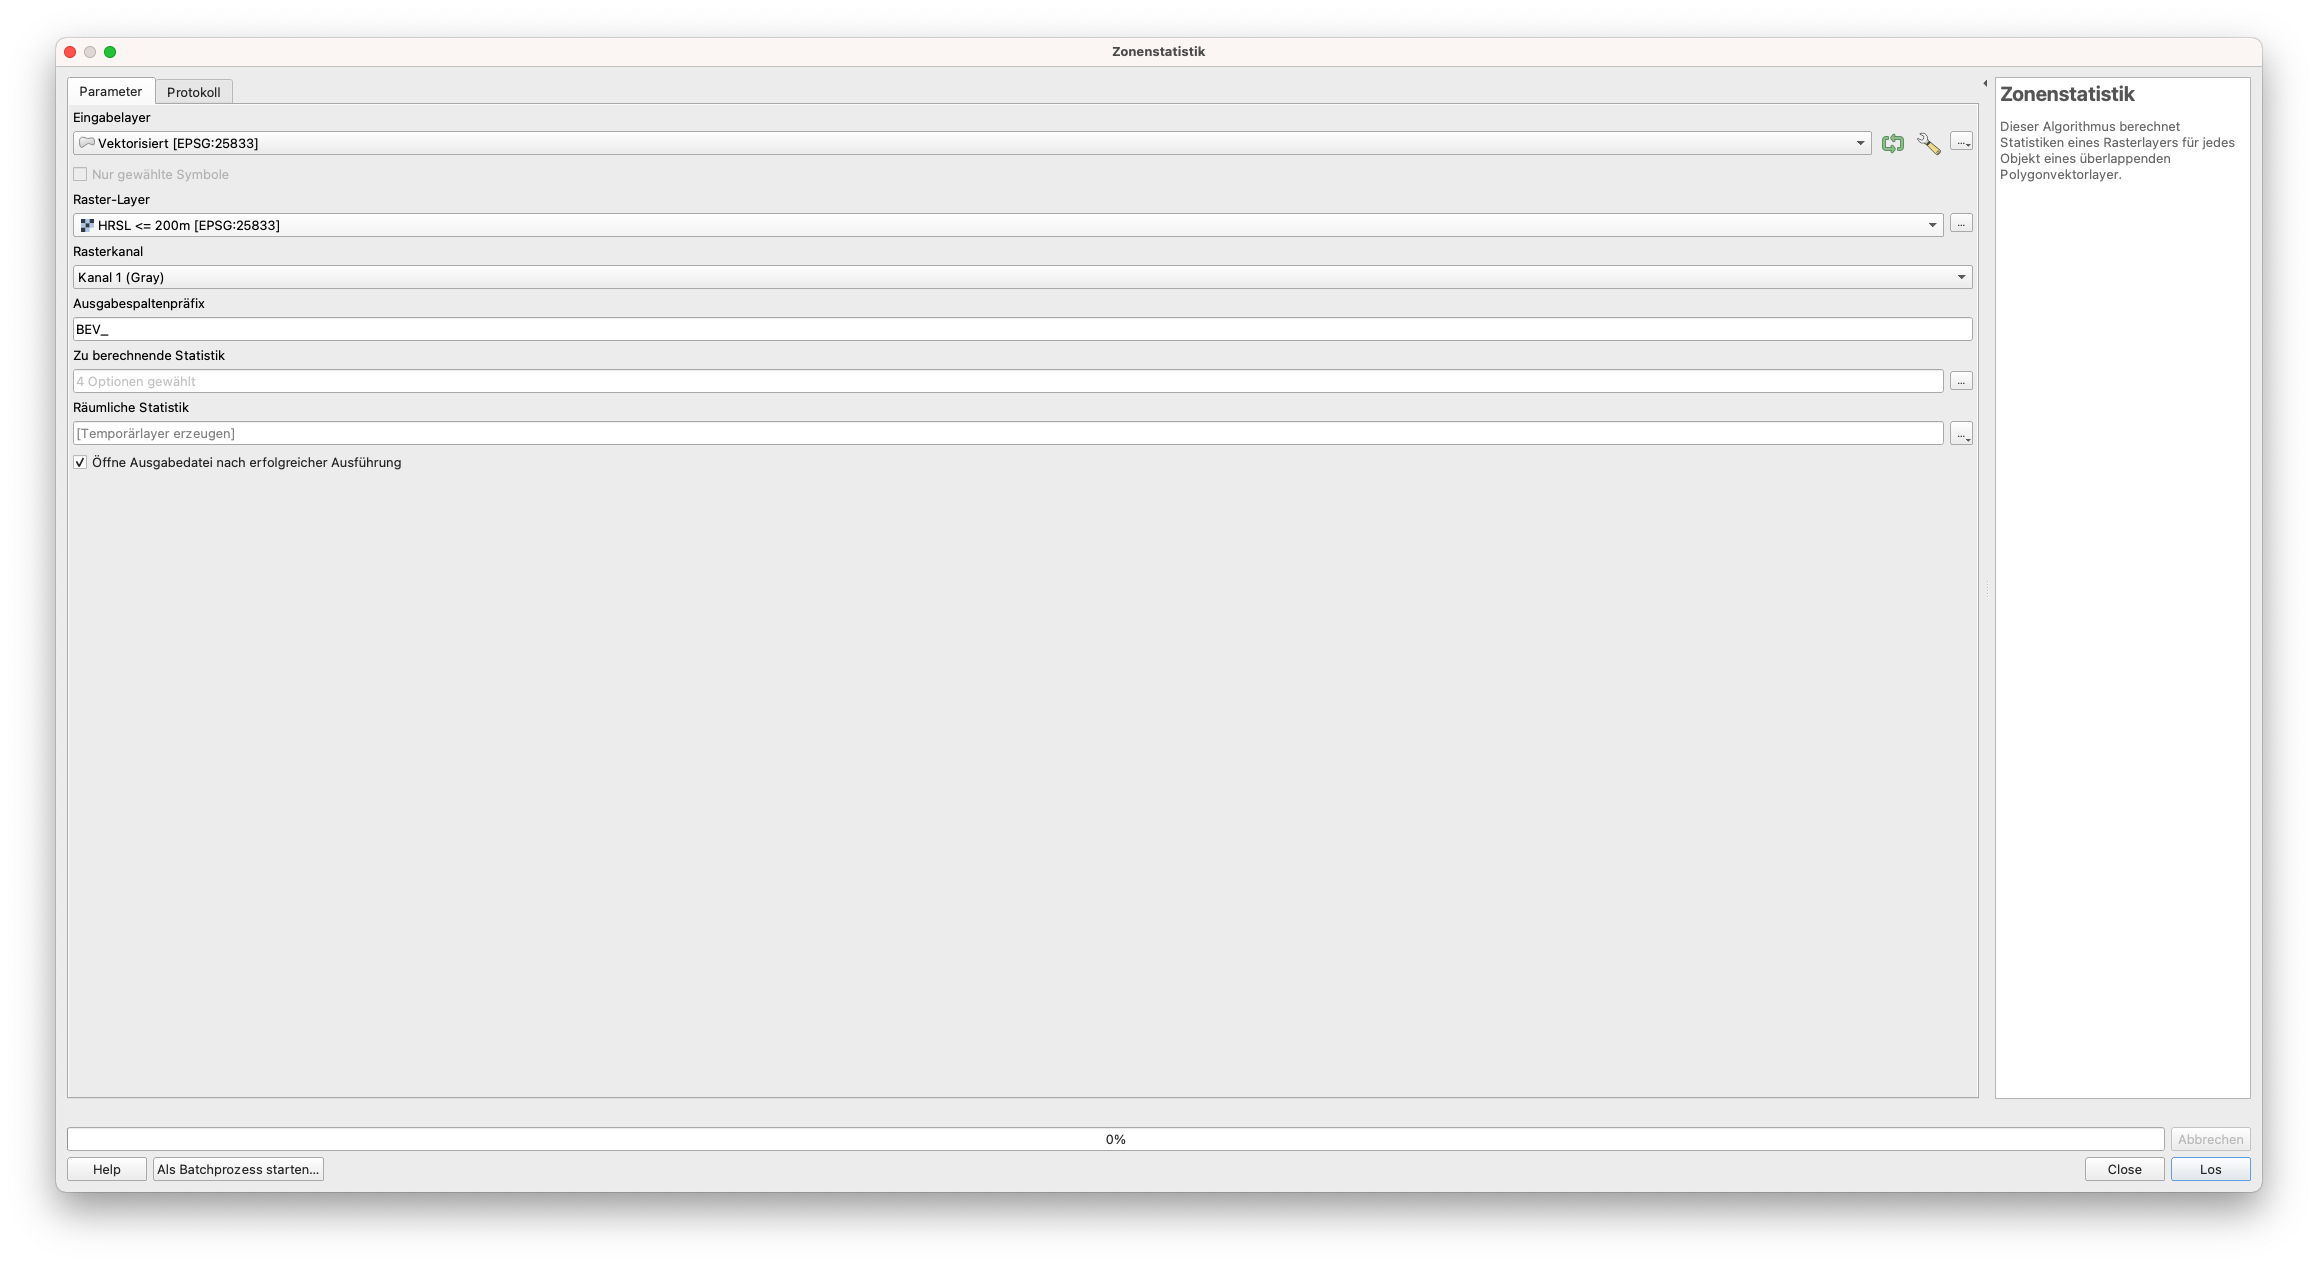 Zonenstatistik
Parameter
Protokoll
Eingabelayer
Vektorisiert [EPSG:25833]
...
Nur gewählte Symbole
Raster-Layer
HRSL <= 200m [EPSG:25833]
...
Rasterkanal
Kanal 1 (Gray)
Ausgabespaltenpräfix
BEV_
Zu berechnende Statistik
4 Optionen gewählt
...
Räumliche Statistik
[Temporärlayer erzeugen]
...
Öffne Ausgabedatei nach erfolgreicher Ausführung
Zonenstatistik
Dieser Algorithmus berechnet
Statistiken eines Rasterlayers für jedes
Objekt eines überlappenden
Polygonvektorlayer.
0%
Abbrechen
Help
Als Batchprozess starten...
Close
Los